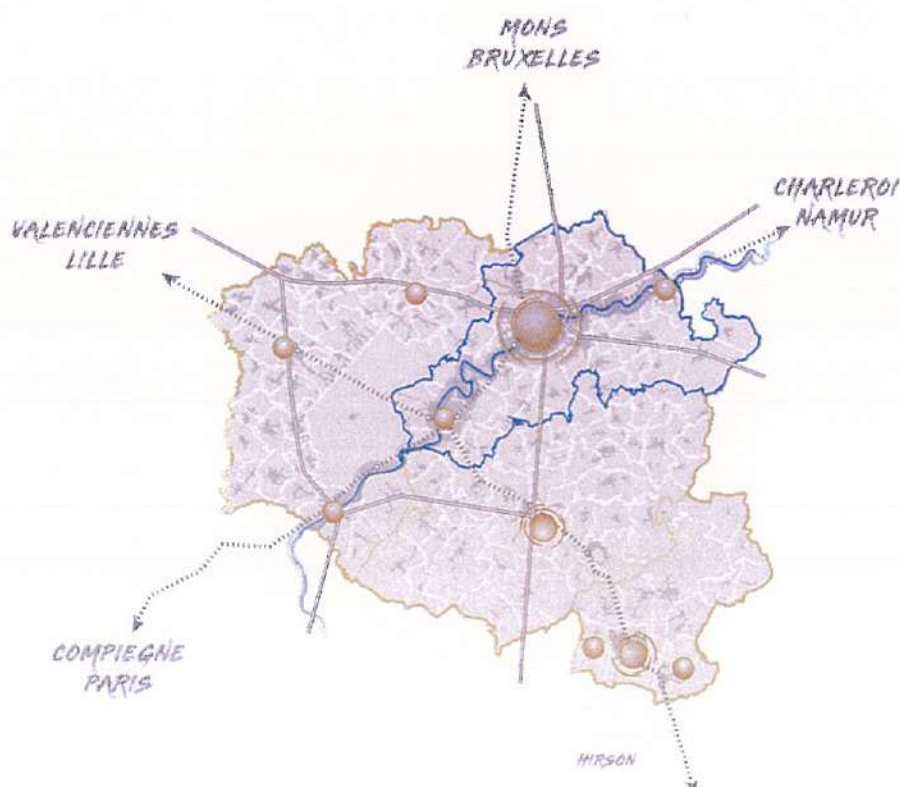 MONS
BRUXELLES
CHARLEROI
NAMUR
VALENCIENNES
LILLE
COMPIEGNE
PARIS
HIRSON